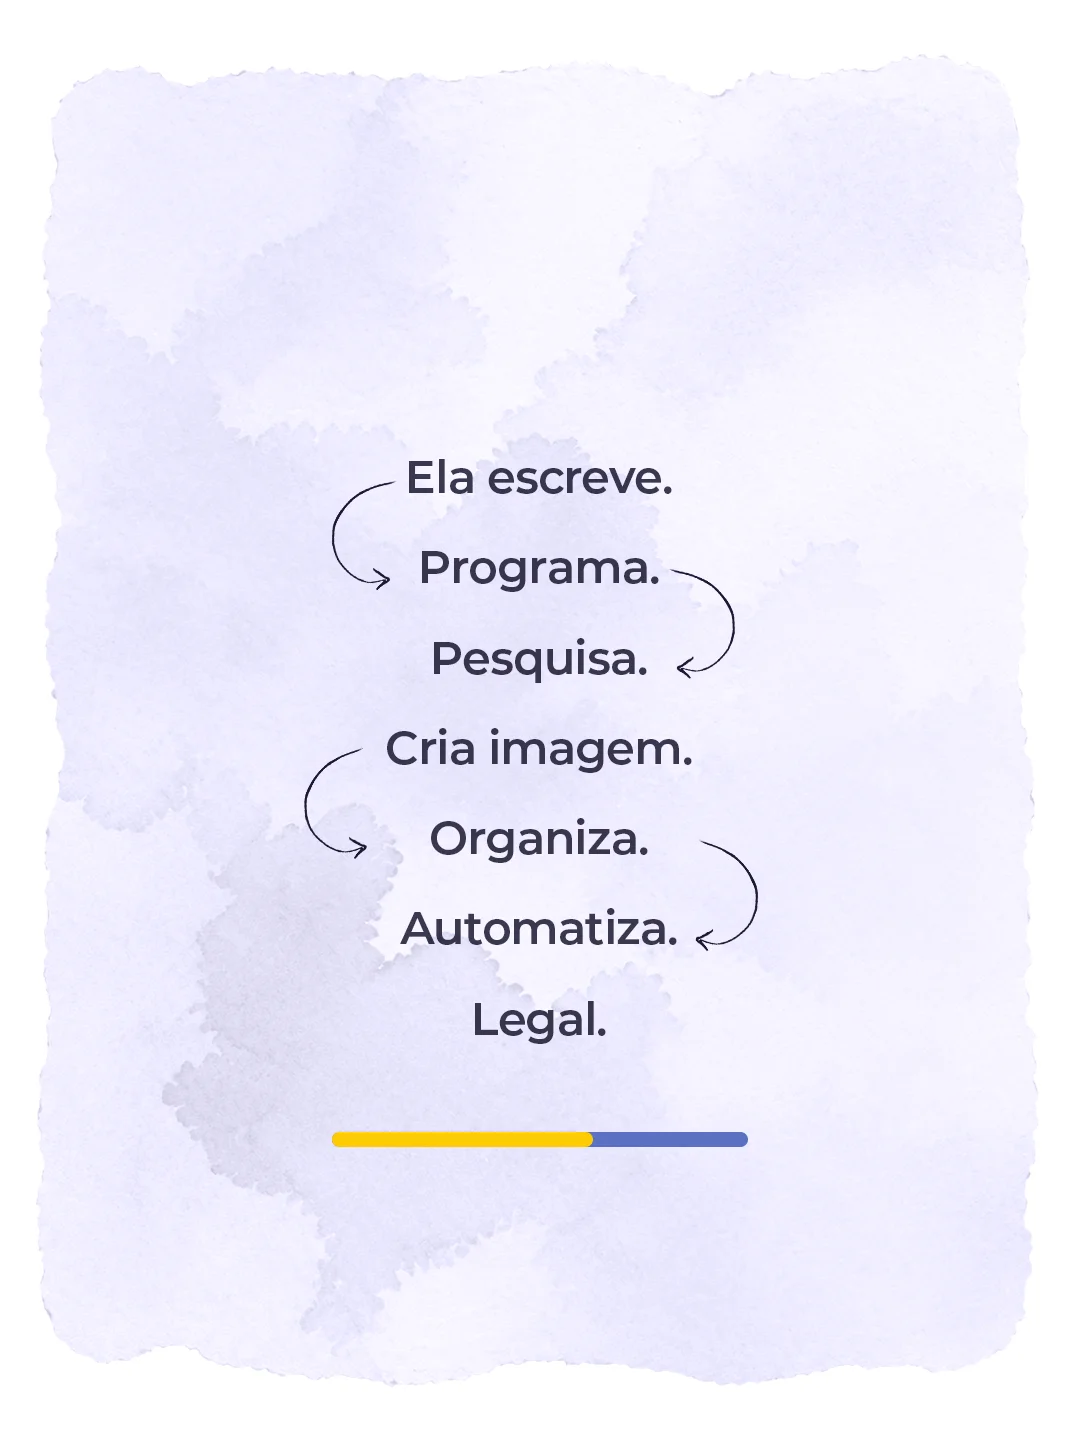 Ela escreve.
Programa.
Pesquisa.
Cria imagem.
Organiza.
Automatiza.
Legal.